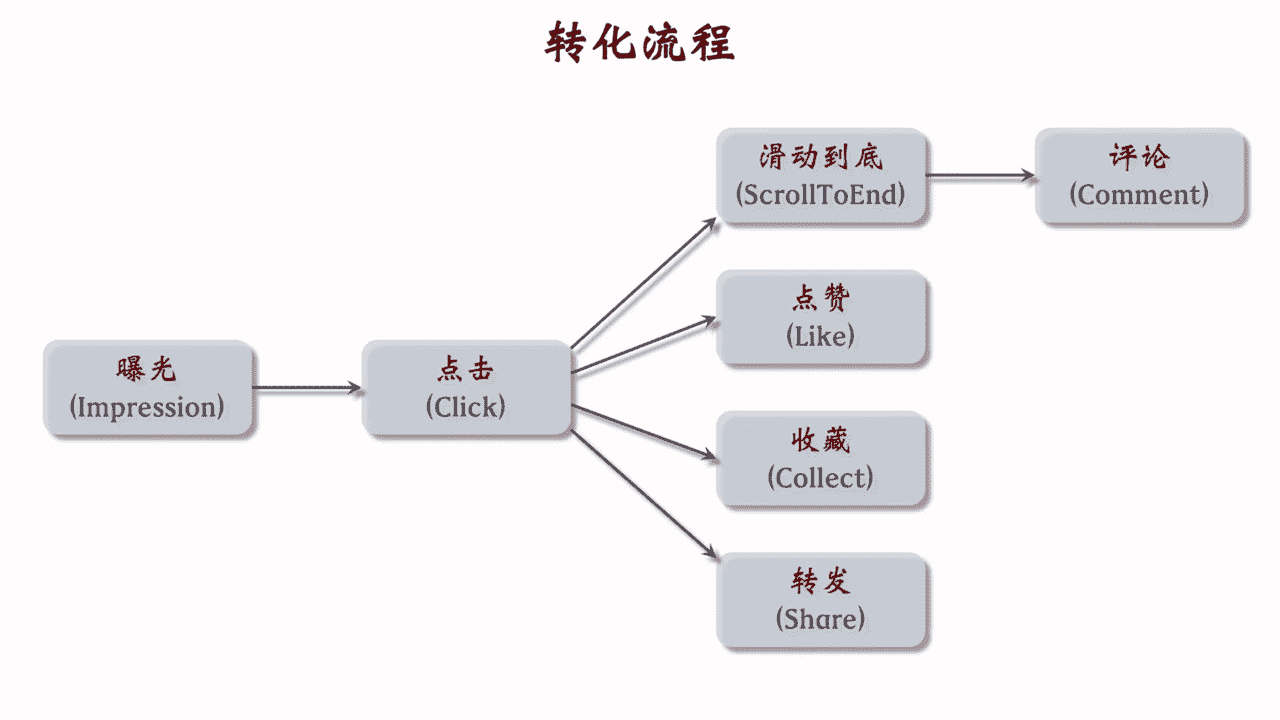 转化流程
曝光
(Impression)
点击
(Click)
滑动到底
(ScrollToEnd)
评论
(Comment)
点赞
(Like)
收藏
(Collect)
转发
(Share)